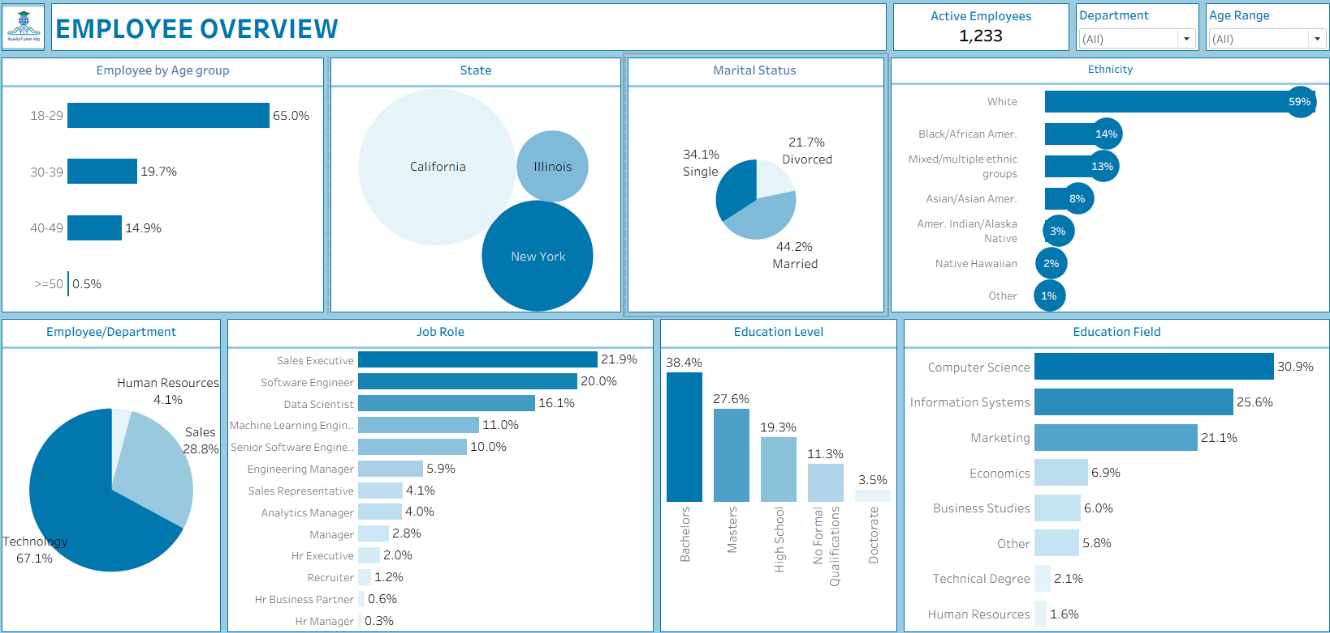 EMPLOYEE OVERVIEW
Active Employees
1,233
Department
(All)
Age Range
(All)
Employee by Age group
18-29 65.0%
30-39 19.7%
40-49 14.9%
>=50 0.5%
State
California
Illinois
New York
Marital Status
34.1%
Single
21.7%
Divorced
44.2%
Married
Ethnicity
White 59%
Black/African Amer. 14%
Mixed/multiple ethnic
groups 13%
Asian/Asian Amer. 8%
Amer. Indian/Alaska
Native 3%
Native Hawaiian 2%
Other 1%
Employee/Department
Human Resources
4.1%
Sales
28.8%
Technology
67.1%
Job Role
Sales Executive 21.9%
Software Engineer 20.0%
Data Scientist 16.1%
Machine Learning Engin.. 11.0%
Senior Software Engine.. 10.0%
Engineering Manager 5.9%
Sales Representative 4.1%
Analytics Manager 4.0%
Manager 2.8%
Hr Executive 2.0%
Recruiter 1.2%
Hr Business Partner 0.6%
Hr Manager 0.3%
Education Level
38.4%
27.6%
19.3%
11.3%
3.5%
Bachelors
Masters
High School
No Formal
Qualifications
Doctorate
Education Field
Computer Science 30.9%
Information Systems 25.6%
Marketing 21.1%
Economics 6.9%
Business Studies 6.0%
Other 5.8%
Technical Degree 2.1%
Human Resources 1.6%